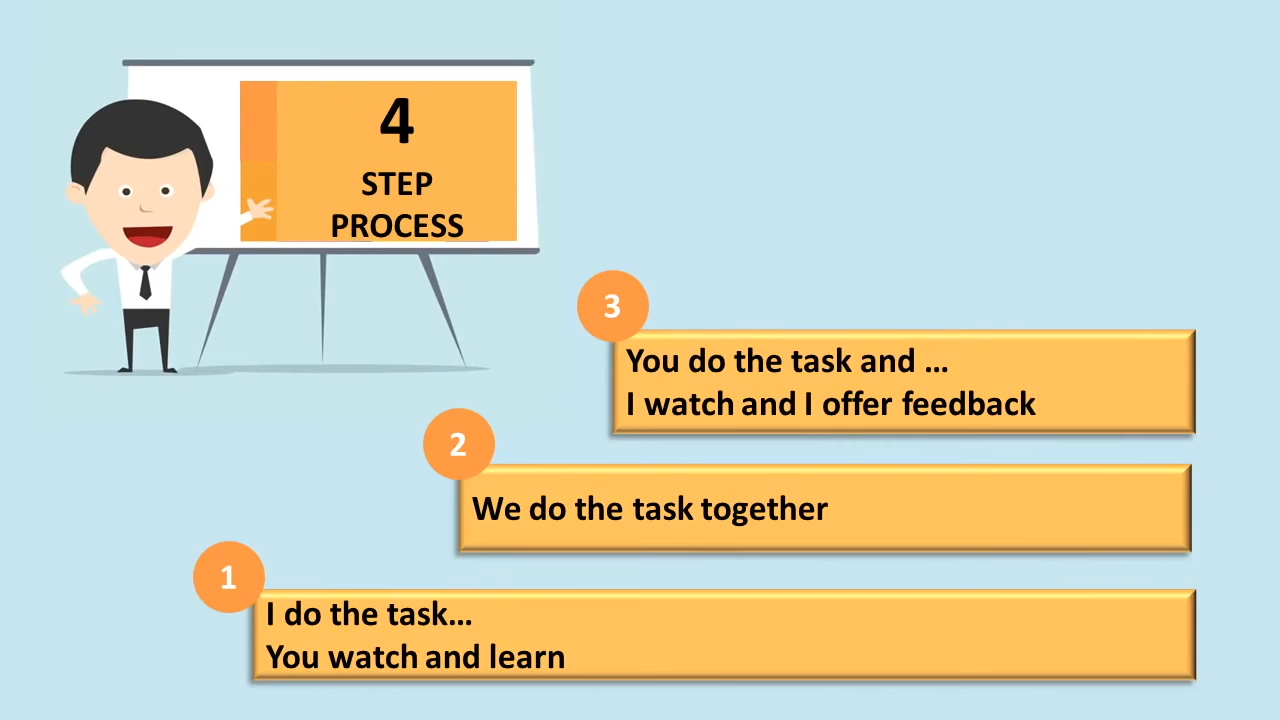 4
STEP
PROCESS
3
You do the task and ...
I watch and I offer feedback
2
We do the task together
1
I do the task...
You watch and learn